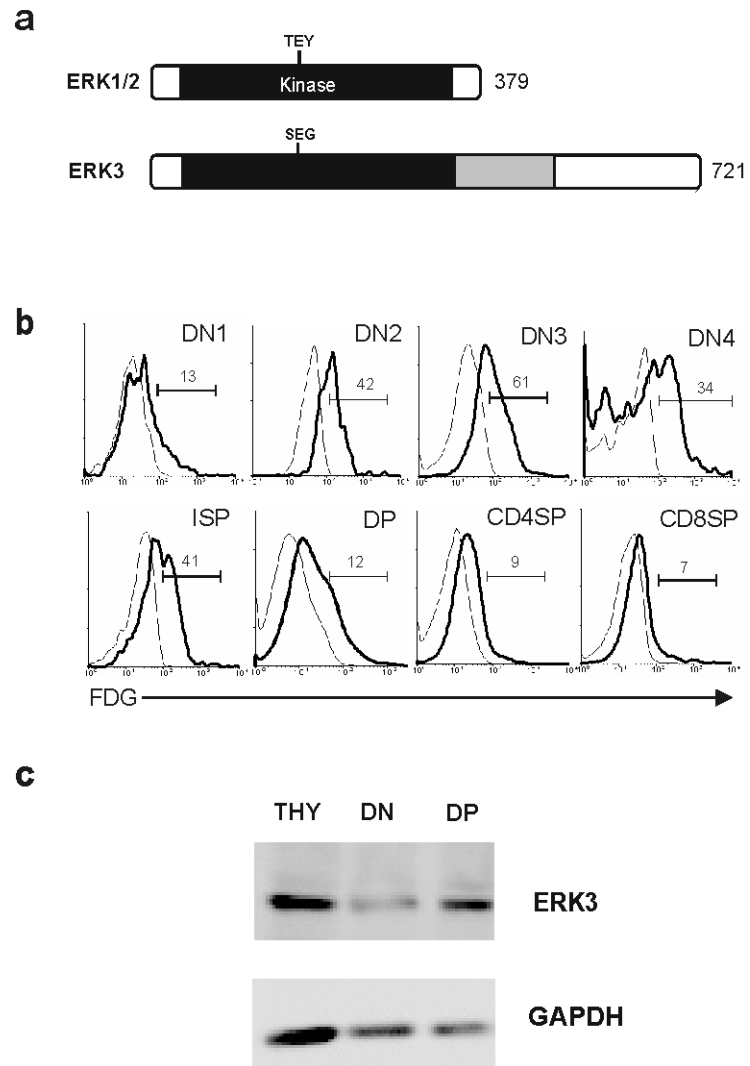 a
TEY
ERK1/2 Kinase 379
SEG
ERK3 721
b
DN1 13
DN2 42
DN3 61
DN4 34
ISP 41
DP 12
CD4SP 9
CD8SP 7
FDG
c
THY DN DP
ERK3
GAPDH